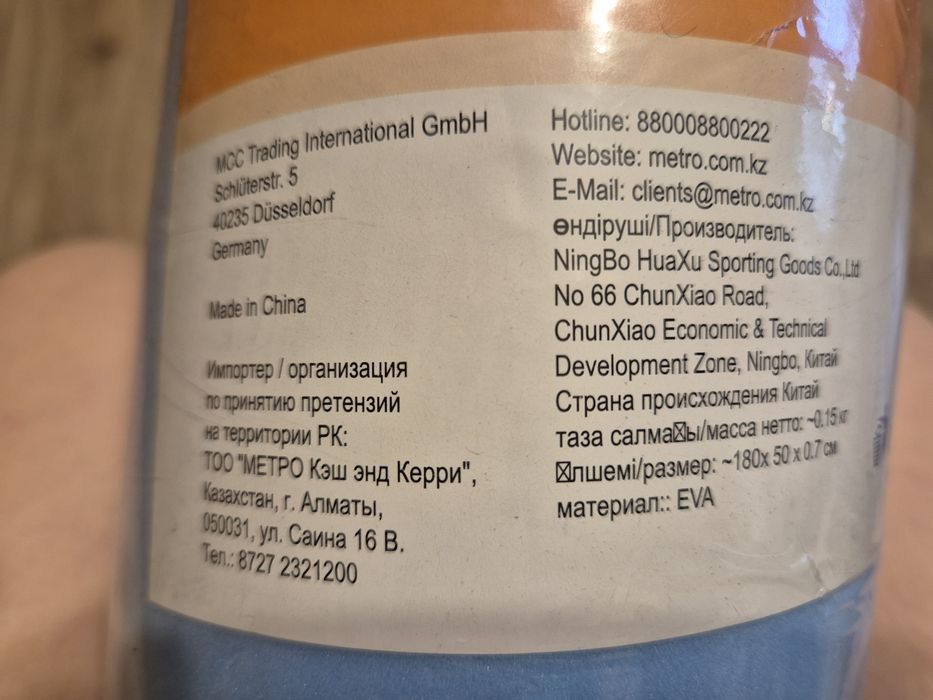 MCC Trading International GmbH
Schlüterstr. 5
40235 Düsseldorf
Germany
Made in China
Импортер / организация
по принятию претензий
на территории РК:
ТОО "МЕТРО Кэш энд Керри",
Казахстан, г. Алматы,
050031, ул. Саина 16 В.
Тел.: 8727 2321200
Hotline: 880008800222
Website: metro.com.kz
E-Mail: clients@metro.com.kz
өндіруші/Производитель:
NingBo HuaXu Sporting Goods Co.,Ltd
No 66 ChunXiao Road,
ChunXiao Economic & Technical
Development Zone, Ningbo, Китай
Страна происхождения Китай
таза салма☒ы/масса нетто: ~0.15 кг
☒лшемі/размер: ~180x 50 x 0.7 см
материал:: EVA